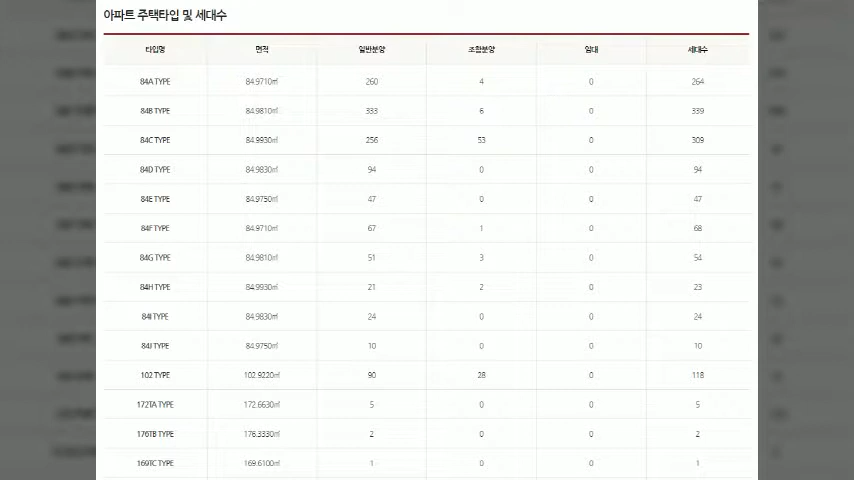 아파트 주택타입 및 세대수
타입명 면적 일반분양 조합분양 임대 세대수
84A TYPE 84.9710㎡ 260 4 0 264
84B TYPE 84.9810㎡ 333 6 0 339
84C TYPE 84.9930㎡ 256 53 0 309
84D TYPE 84.9830㎡ 94 0 0 94
84E TYPE 84.9750㎡ 47 0 0 47
84F TYPE 84.9710㎡ 67 1 0 68
84G TYPE 84.9810㎡ 51 3 0 54
84H TYPE 84.9930㎡ 21 2 0 23
84I TYPE 84.9830㎡ 24 0 0 24
84J TYPE 84.9750㎡ 10 0 0 10
102 TYPE 102.9220㎡ 90 28 0 118
172TA TYPE 172.6630㎡ 5 0 0 5
176TB TYPE 176.3330㎡ 2 0 0 2
169TC TYPE 169.6100㎡ 1 0 0 1